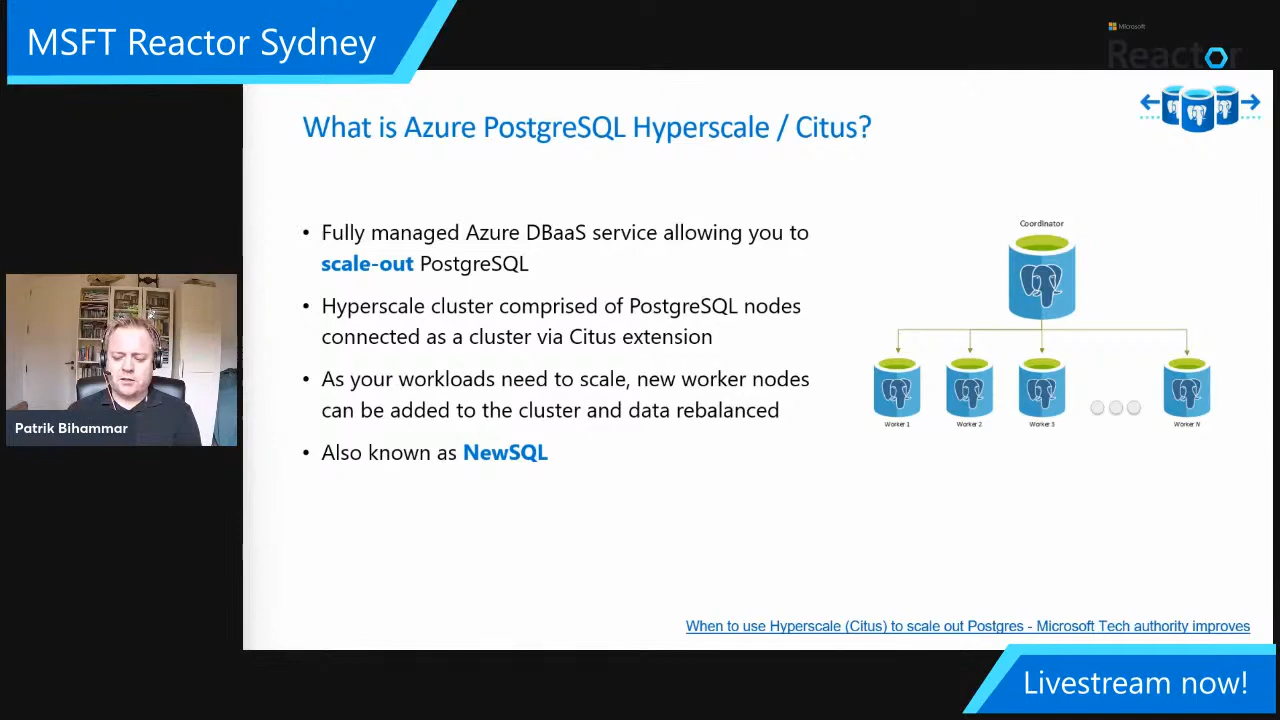 MSFT Reactor Sydney
Microsoft
Reactor
What is Azure PostgreSQL Hyperscale / Citus?
• Fully managed Azure DBaaS service allowing you to
scale-out PostgreSQL
• Hyperscale cluster comprised of PostgreSQL nodes
connected as a cluster via Citus extension
• As your workloads need to scale, new worker nodes
can be added to the cluster and data rebalanced
• Also known as NewSQL
Coordinator
Worker 1
Worker 2
Worker 3
Worker N
Patrik Bihammar
When to use Hyperscale (Citus) to scale out Postgres - Microsoft Tech authority improves
Livestream now!